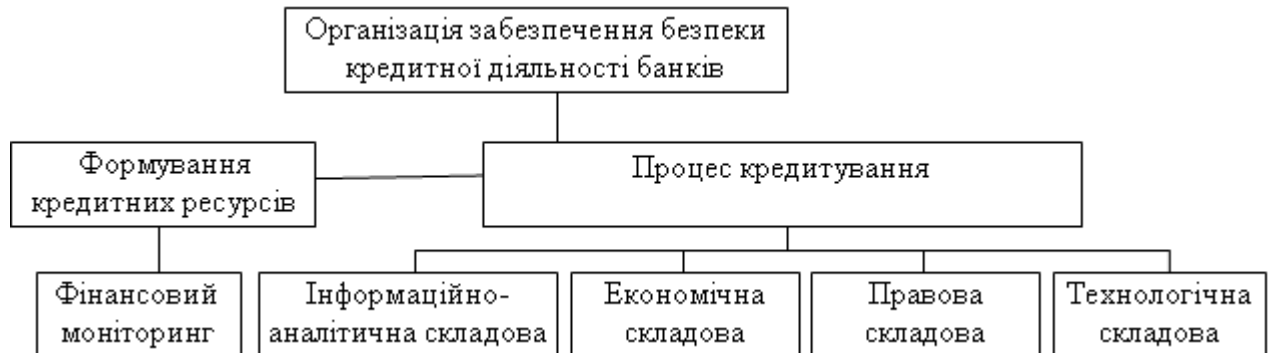 Організація забезпечення безпеки
кредитної діяльності банків
Формування
кредитних ресурсів
Процес кредитування
Фінансовий
моніторинг
Інформаційно-
аналітична складова
Економічна
складова
Правова
складова
Технологічна
складова